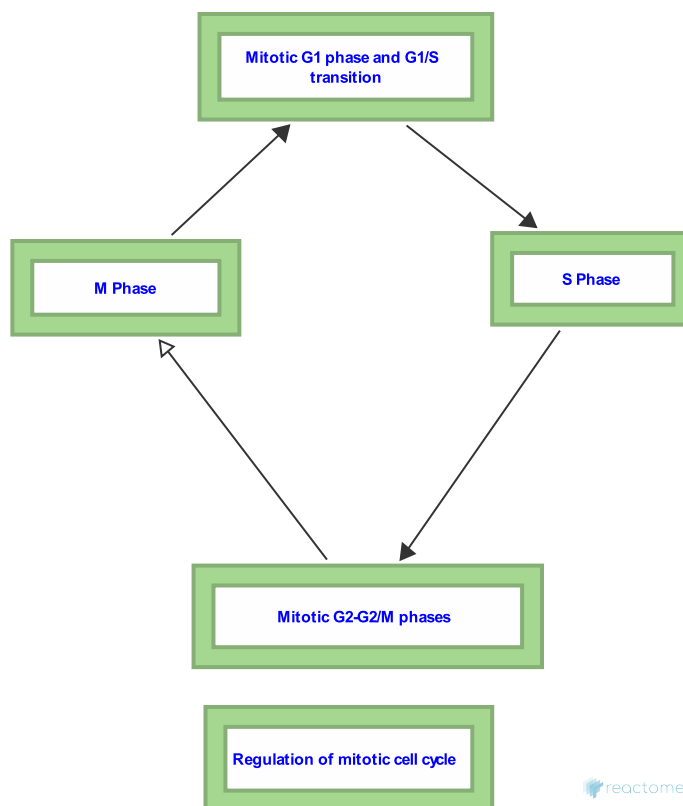 Mitotic G1 phase and G1/S
transition
M Phase
S Phase
Mitotic G2-G2/M phases
Regulation of mitotic cell cycle
reactome